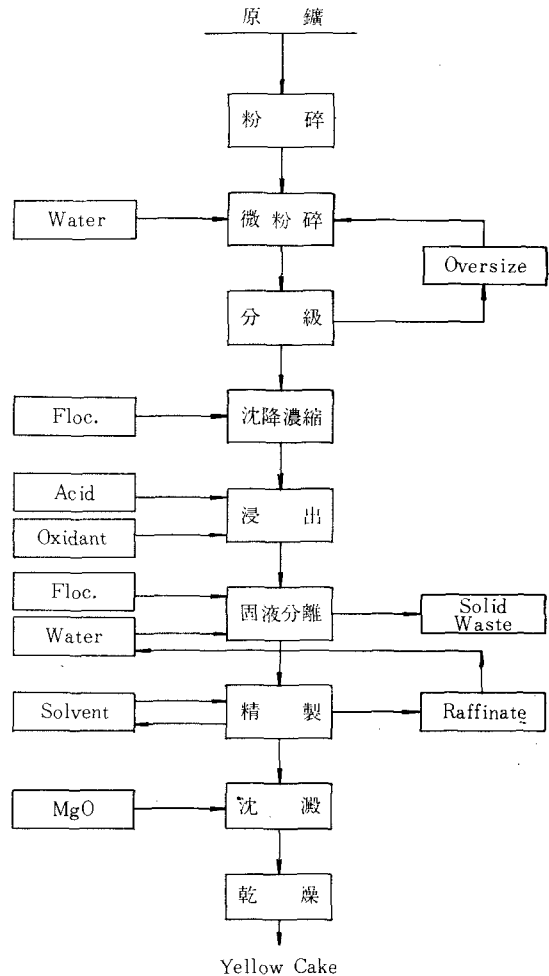 原 鑛
粉 碎
Water
微粉碎
Oversize
分 級
Floc.
沈降濃縮
Acid
浸 出
Oxidant
Floc.
固液分離
Solid
Waste
Water
Solvent
精 製
Raffinate
MgO
沈 澱
乾 燥
Yellow Cake